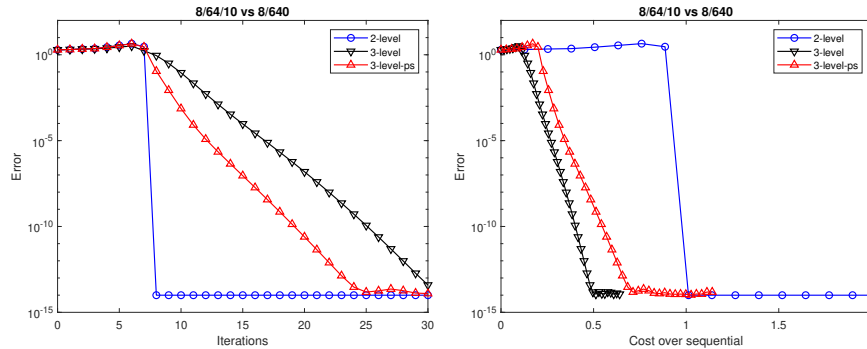 8/64/10 vs 8/640
10^0
10^-5
10^-10
10^-15
Error
0 5 10 15 20 25 30
Iterations
2-level
3-level
3-level-ps
8/64/10 vs 8/640
10^0
10^-5
10^-10
10^-15
Error
0 0.5 1 1.5
Cost over sequential
2-level
3-level
3-level-ps